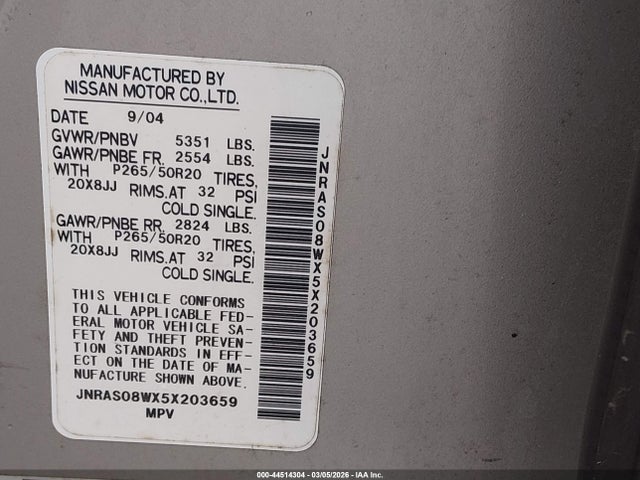 MANUFACTURED BY
NISSAN MOTOR CO.,LTD.
DATE 9/04
GVWR/PNBV 5351 LBS.
GAWR/PNBE FR. 2554 LBS.
WITH P265/50R20 TIRES,
20X8JJ RIMS.AT 32 PSI
COLD SINGLE.
GAWR/PNBE RR. 2824 LBS.
WITH P265/50R20 TIRES,
20X8JJ RIMS.AT 32 PSI
COLD SINGLE.
THIS VEHICLE CONFORMS
TO ALL APPLICABLE FED-
ERAL MOTOR VEHICLE SA-
FETY AND THEFT PREVEN-
TION STANDARDS IN EFF-
ECT ON THE DATE OF MA-
NUFACTURE SHOWN ABOVE.
JNRAS08WX5X203659
MPV
JNRAS08WX5X203659
000-44514304 | 03/05/2026 - IAA Inc.